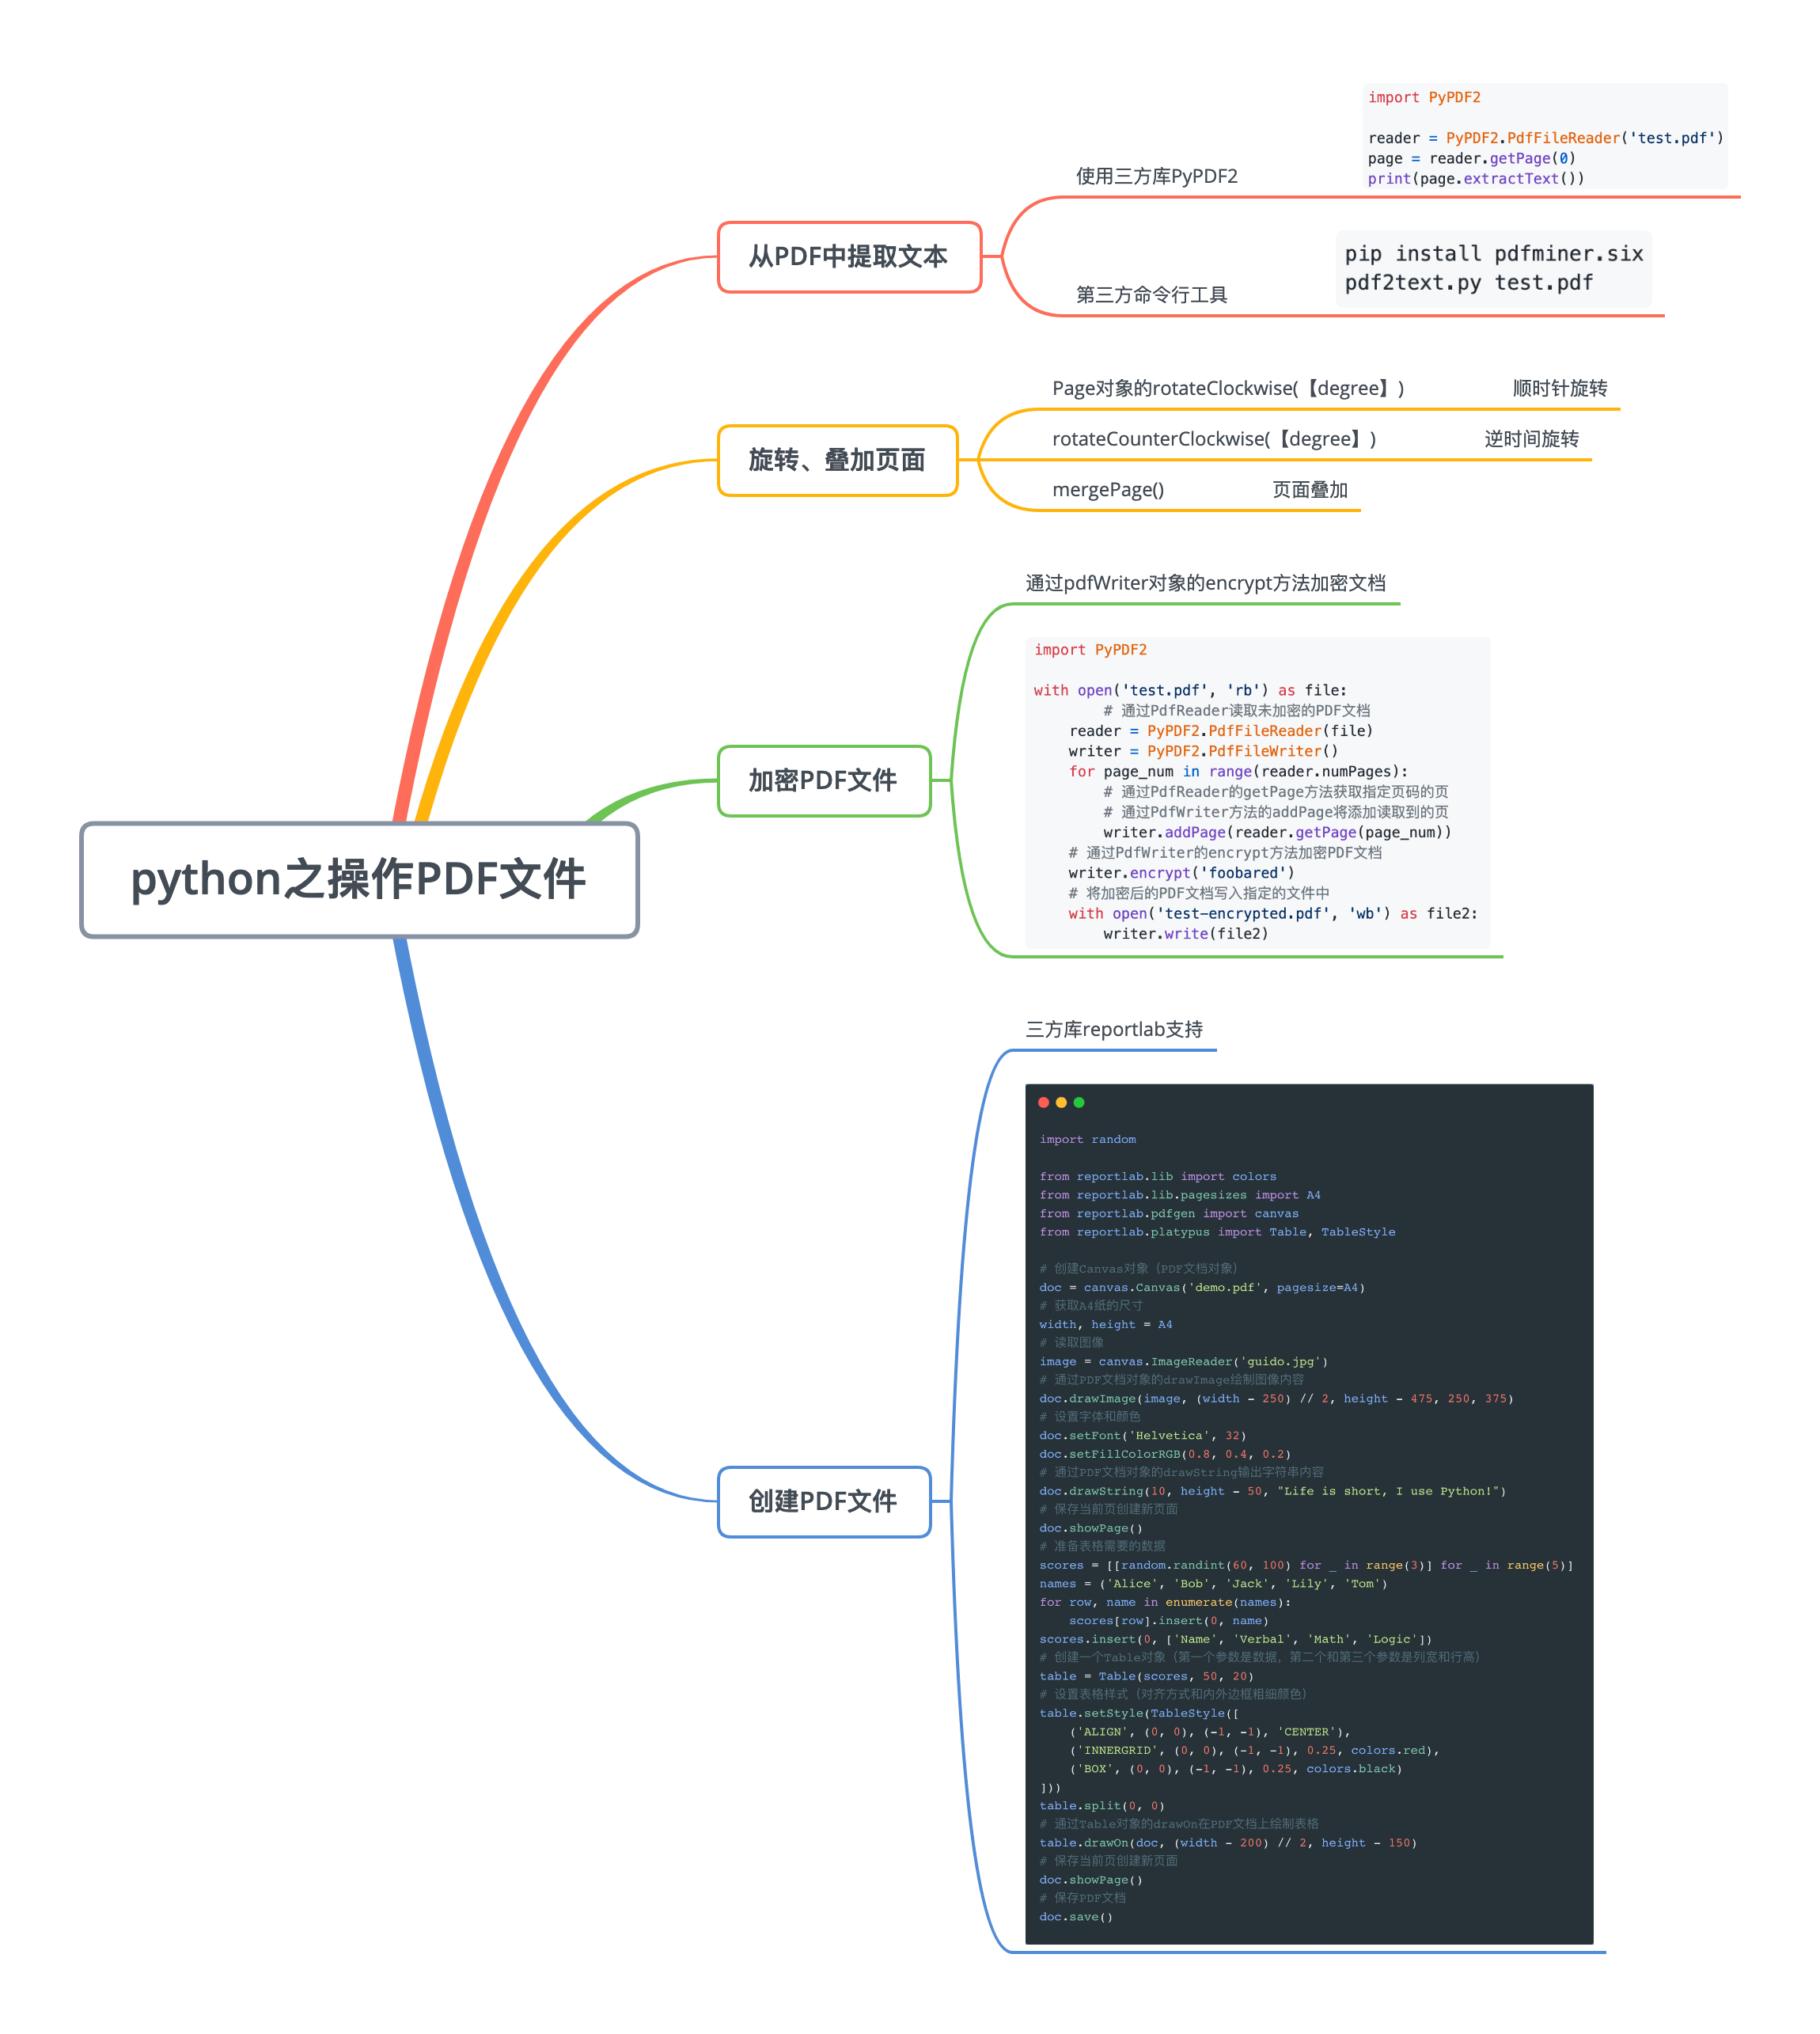 import PyPDF2
reader = PyPDF2.PdfFileReader('test.pdf')
page = reader.getPage(0)
print(page.extractText())
使用三方库PyPDF2
从PDF中提取文本
pip install pdfminer.six
pdf2text.py test.pdf
第三方命令行工具
Page对象的rotateClockwise(【degree】) 顺时针旋转
rotateCounterClockwise(【degree】) 逆时间旋转
旋转、叠加页面
mergePage() 页面叠加
通过pdfWriter对象的encrypt方法加密文档
import PyPDF2
with open('test.pdf', 'rb') as file:
        # 通过PdfReader读取未加密的PDF文档
    reader = PyPDF2.PdfFileReader(file)
    writer = PyPDF2.PdfFileWriter()
    for page_num in range(reader.numPages):
        # 通过PdfReader的getPage方法获取指定页码的页
        # 通过PdfWriter方法的addPage将添加读取到的页
        writer.addPage(reader.getPage(page_num))
    # 通过PdfWriter的encrypt方法加密PDF文档
    writer.encrypt('foobared')
    # 将加密后的PDF文档写入指定的文件中
    with open('test-encrypted.pdf', 'wb') as file2:
        writer.write(file2)
加密PDF文件
python之操作PDF文件
三方库reportlab支持
import random
from reportlab.lib import colors
from reportlab.lib.pagesizes import A4
from reportlab.pdfgen import canvas
from reportlab.platypus import Table, TableStyle
# 创建Canvas对象（PDF文档对象）
doc = canvas.Canvas('demo.pdf', pagesize=A4)
# 获取A4纸的尺寸
width, height = A4
# 读取图像
image = canvas.ImageReader('guido.jpg')
# 通过PDF文档对象的drawImage绘制图像内容
doc.drawImage(image, (width - 250) // 2, height - 475, 250, 375)
# 设置字体和颜色
doc.setFont('Helvetica', 32)
doc.setFillColorRGB(0.8, 0.4, 0.2)
# 通过PDF文档对象的drawString输出字符串内容
doc.drawString(10, height - 50, "Life is short, I use Python!")
# 保存当前页创建新页面
doc.showPage()
# 准备表格需要的数据
scores = [[random.randint(60, 100) for _ in range(3)] for _ in range(5)]
names = ('Alice', 'Bob', 'Jack', 'Lily', 'Tom')
for row, name in enumerate(names):
    scores[row].insert(0, name)
scores.insert(0, ['Name', 'Verbal', 'Math', 'Logic'])
# 创建一个Table对象（第一个参数是数据，第二个和第三个参数是列宽和行高）
table = Table(scores, 50, 20)
# 设置表格样式（对齐方式和内外边框粗细颜色）
table.setStyle(TableStyle([
    ('ALIGN', (0, 0), (-1, -1), 'CENTER'),
    ('INNERGRID', (0, 0), (-1, -1), 0.25, colors.red),
    ('BOX', (0, 0), (-1, -1), 0.25, colors.black)
]))
table.split(0, 0)
# 通过Table对象的drawOn在PDF文档上绘制表格
table.drawOn(doc, (width - 200) // 2, height - 150)
# 保存当前页创建新页面
doc.showPage()
# 保存PDF文档
doc.save()
创建PDF文件